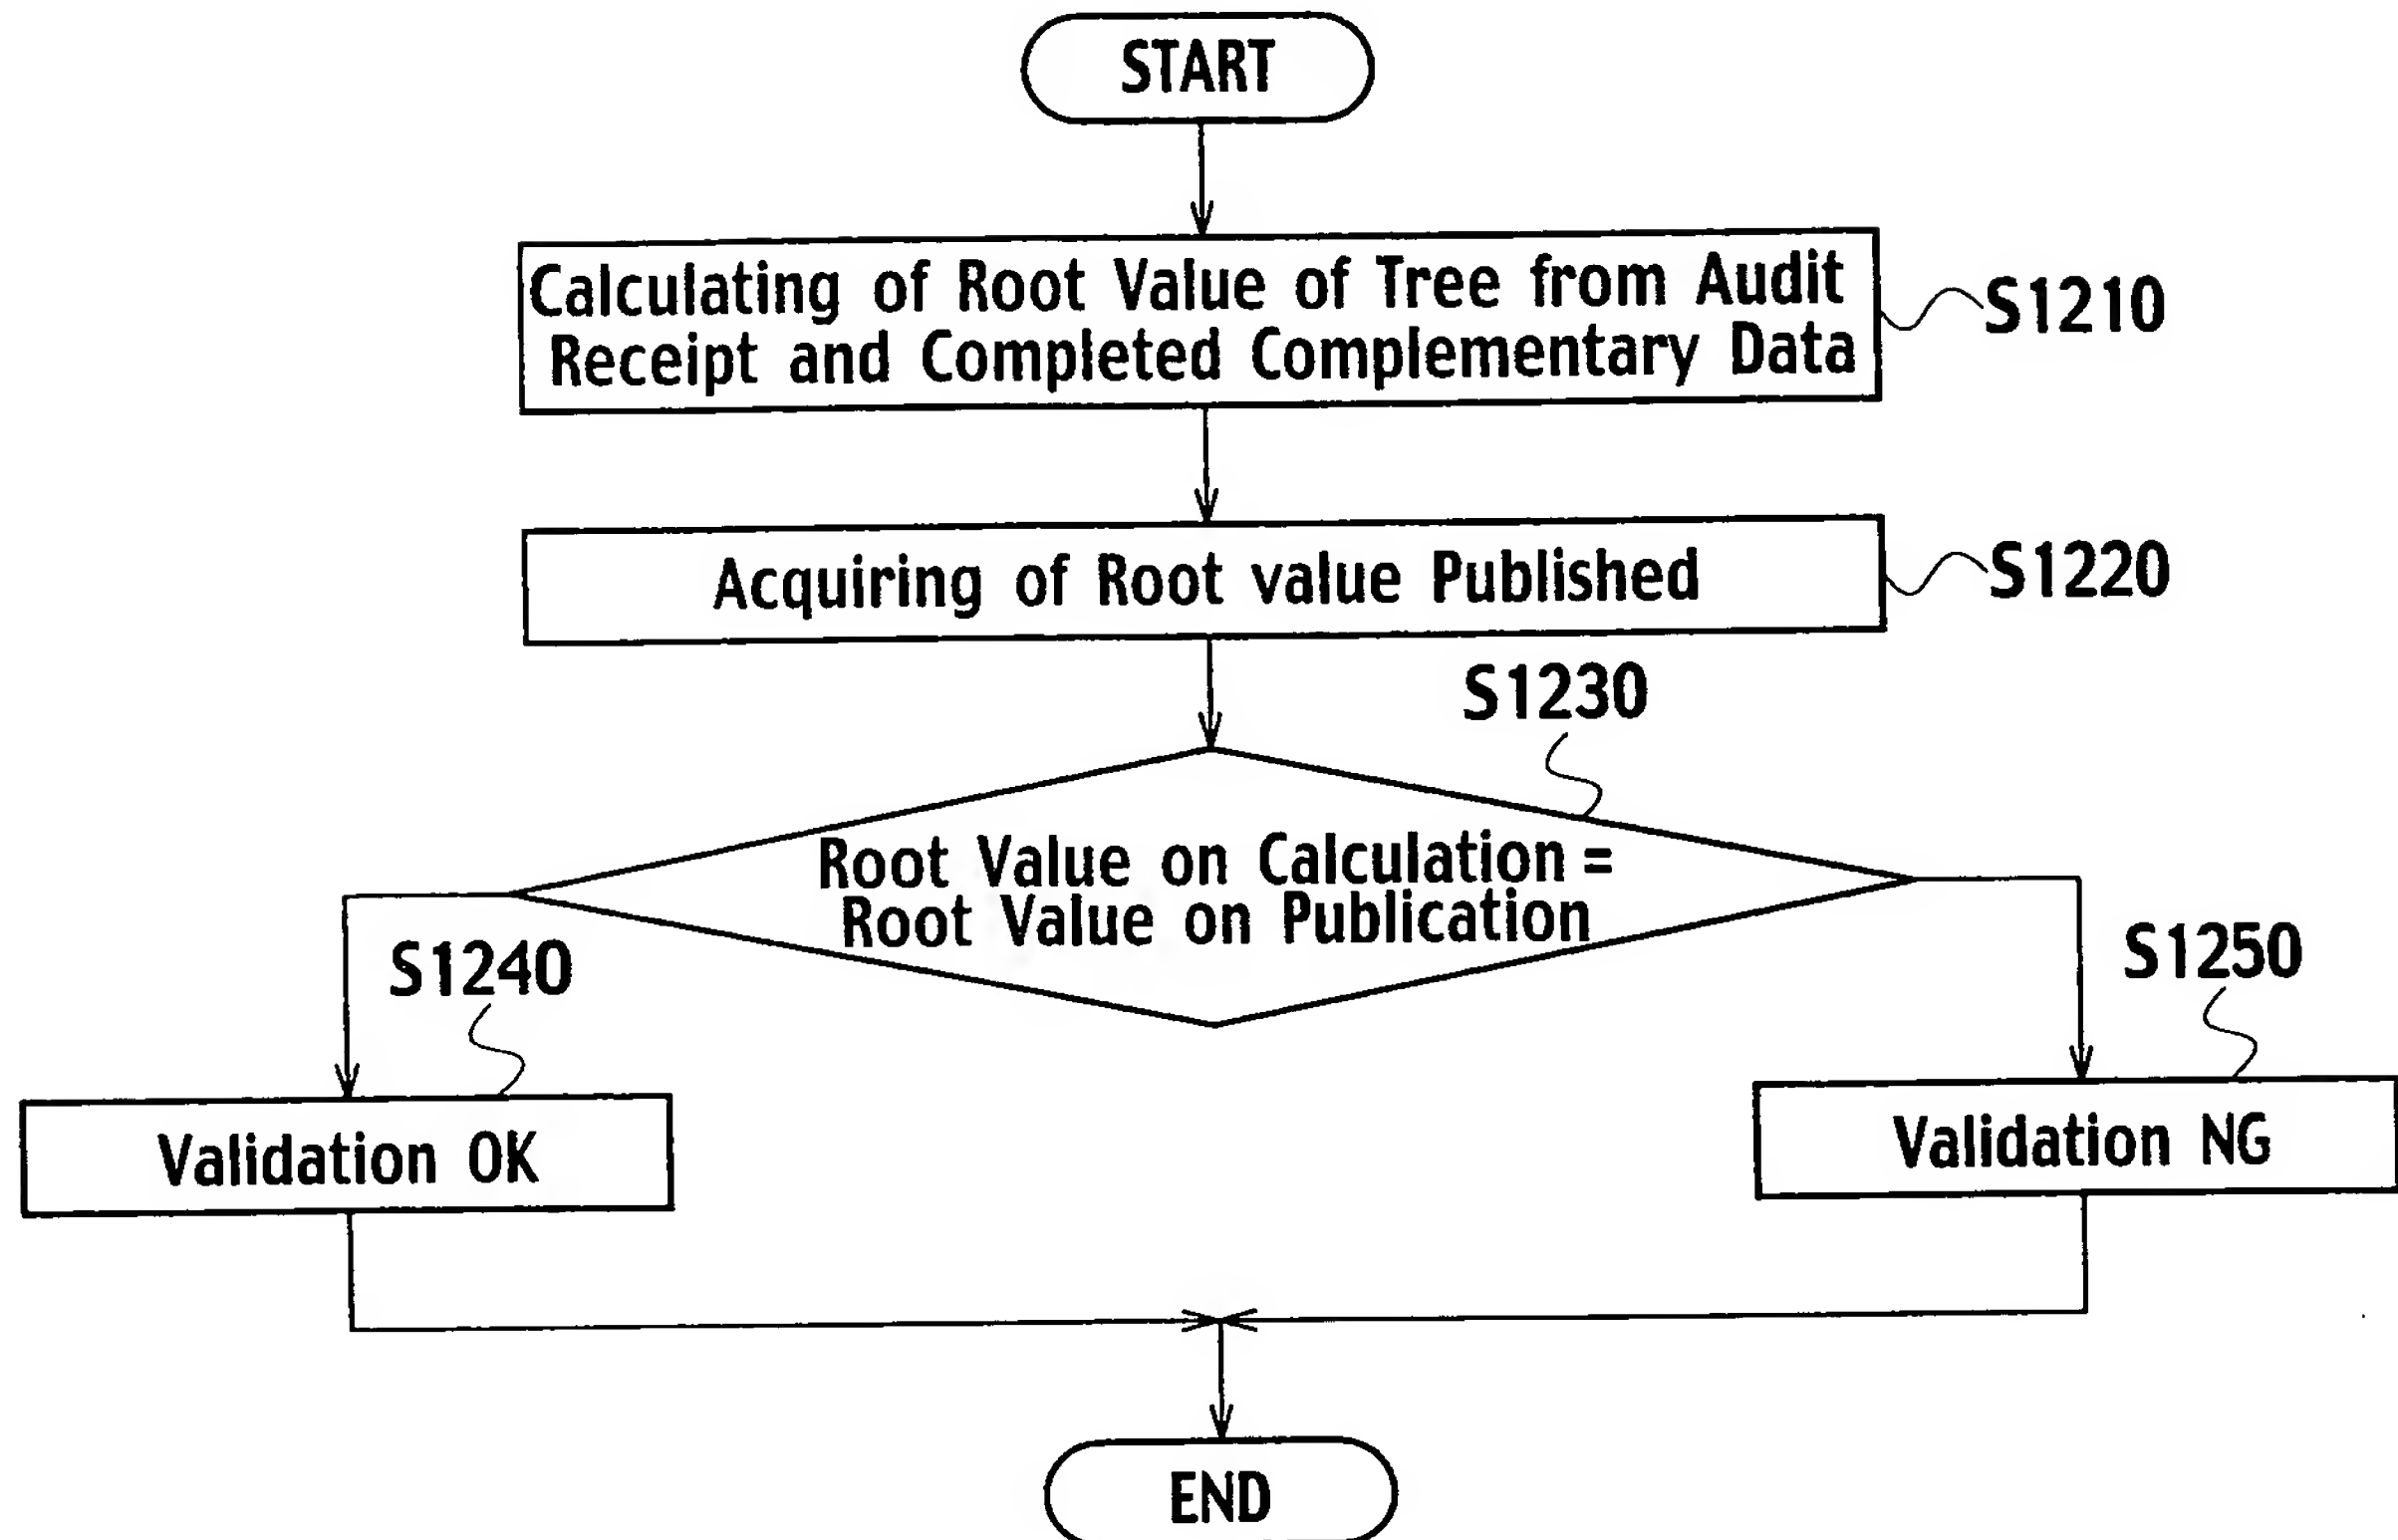 START
Calculating of Root Value of Tree from Audit
Receipt and Completed Complementary Data
S1210
Acquiring of Root value Published
S1220
S1230
Root Value on Calculation =
Root Value on Publication
S1240
S1250
Validation OK
Validation NG
END